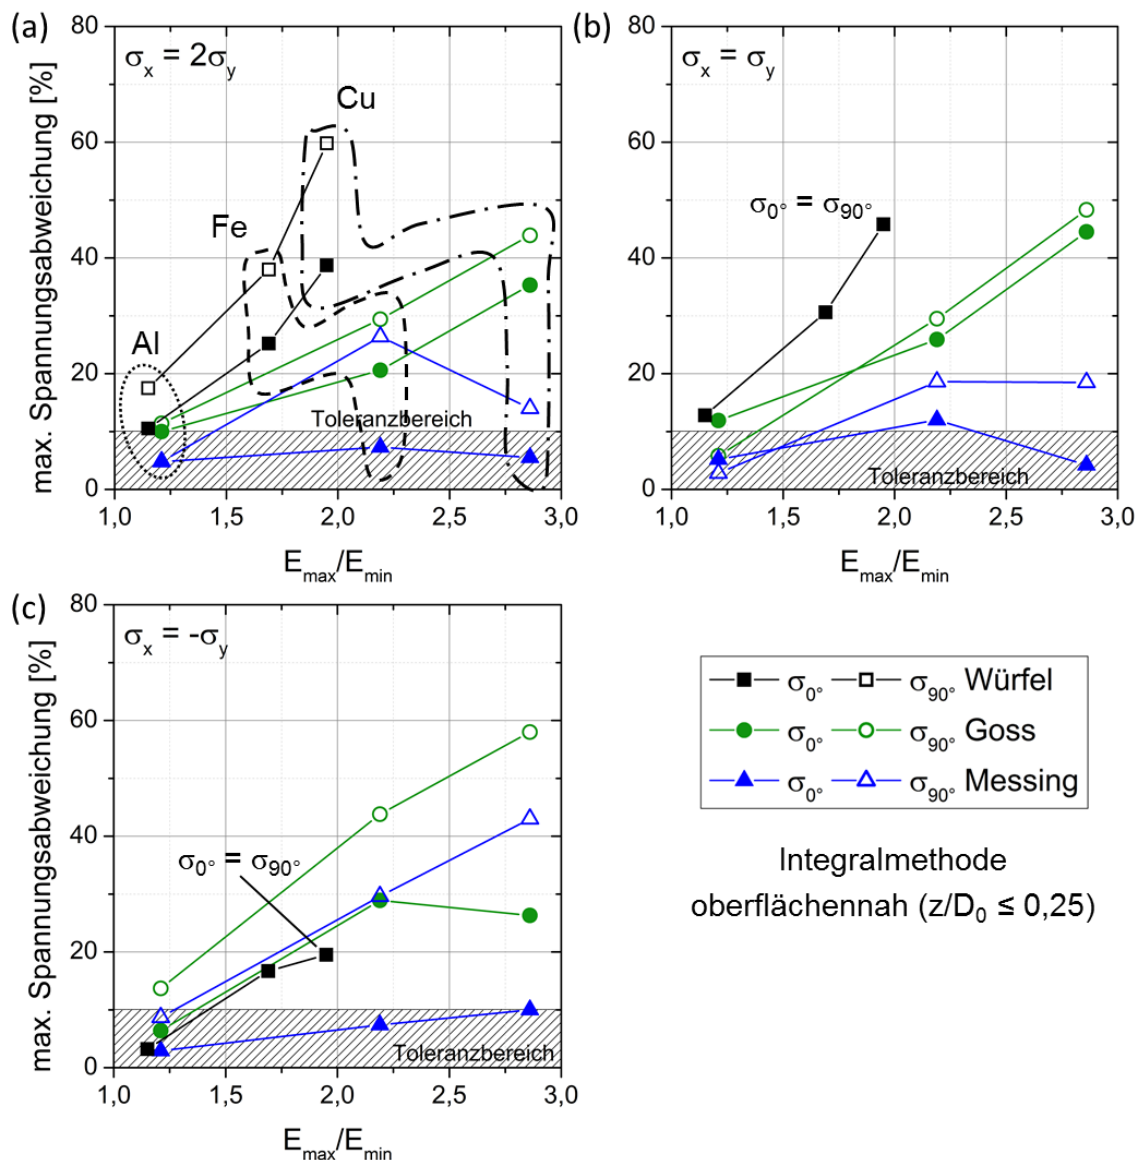 (a)
max. Spannungsabweichung [%]
80
60
40
20
0
σx = 2σy
Cu
Fe
Al
Toleranzbereich
1,0 1,5 2,0 2,5 3,0
Emax/Emin
(b)
80
60
40
20
0
σx = σy
σ0° = σ90°
Toleranzbereich
1,0 1,5 2,0 2,5 3,0
Emax/Emin
(c)
max. Spannungsabweichung [%]
80
60
40
20
0
σx = -σy
σ0° = σ90°
Toleranzbereich
1,0 1,5 2,0 2,5 3,0
Emax/Emin
σ0° σ90° Würfel
σ0° σ90° Goss
σ0° σ90° Messing
Integralmethode
oberflächennah (z/D0 ≤ 0,25)